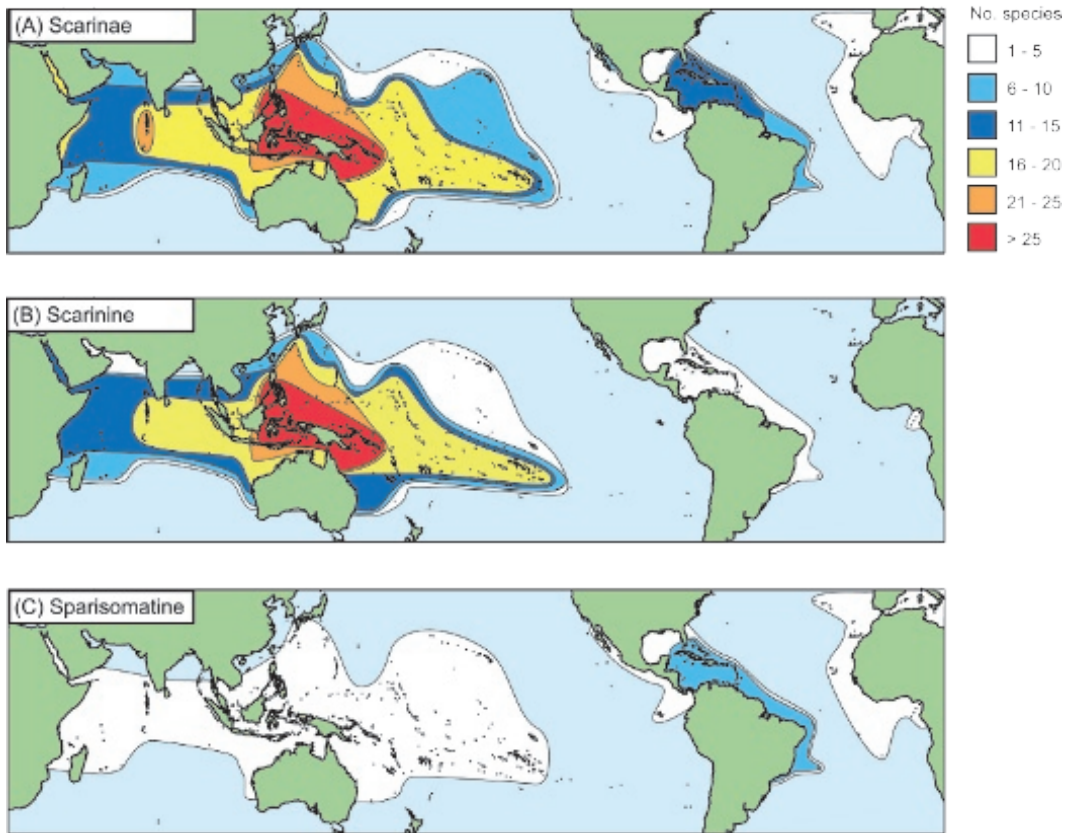 (A) Scarinae
No. species
1 - 5
6 - 10
11 - 15
16 - 20
21 - 25
> 25
(B) Scarinine
(C) Sparisomatine